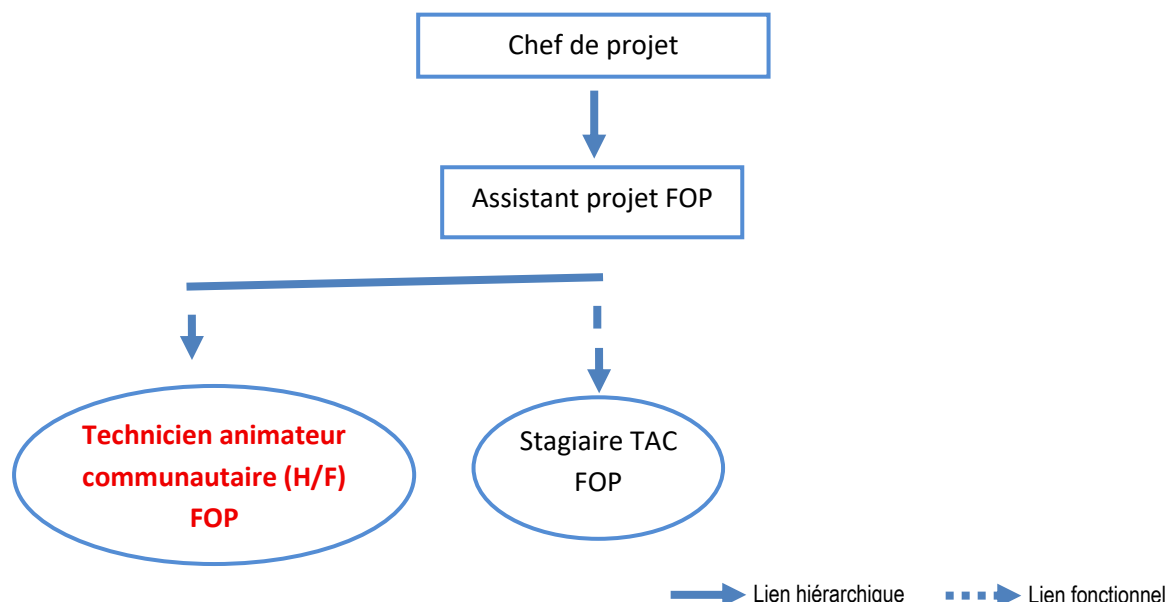 Chef de projet
Assistant projet FOP
Technicien animateur
communautaire (H/F)
FOP
Stagiaire TAC
FOP
Lien hiérarchique
Lien fonctionnel